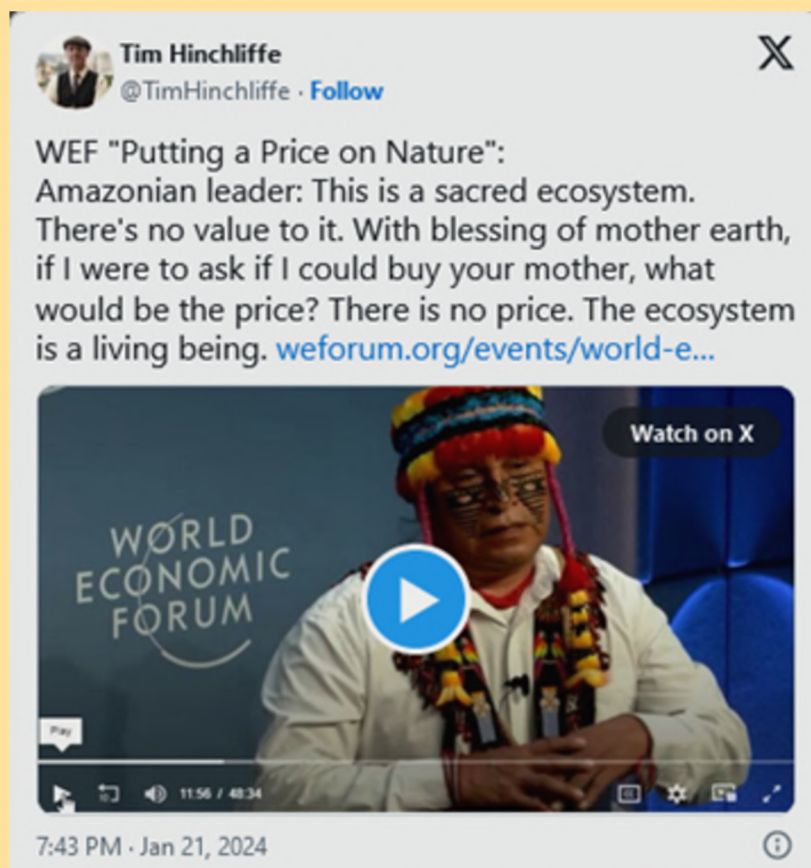 Tim Hinchliffe
@TimHinchliffe · Follow
WEF "Putting a Price on Nature":
Amazonian leader: This is a sacred ecosystem.
There's no value to it. With blessing of mother earth,
if I were to ask if I could buy your mother, what
would be the price? There is no price. The ecosystem
is a living being. weforum.org/events/world-e...
Watch on X
WORLD
ECONOMIC
FORUM
Play
11:56 / 48:34
7:43 PM · Jan 21, 2024